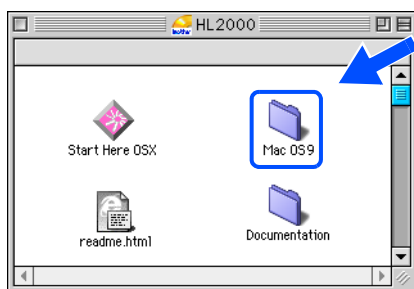 HL2000
Start Here OSX
Mac OS9
readme.html
Documentation